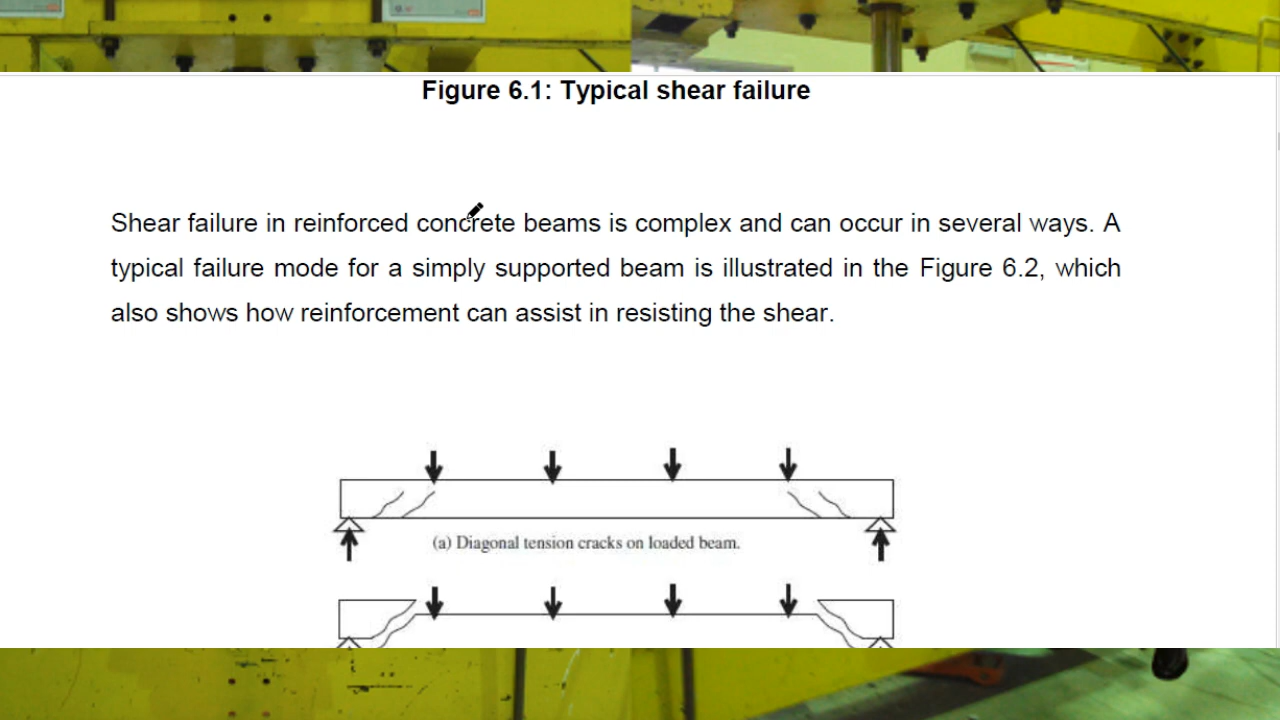 Figure 6.1: Typical shear failure
Shear failure in reinforced concrete beams is complex and can occur in several ways. A
typical failure mode for a simply supported beam is illustrated in the Figure 6.2, which
also shows how reinforcement can assist in resisting the shear.
(a) Diagonal tension cracks on loaded beam.